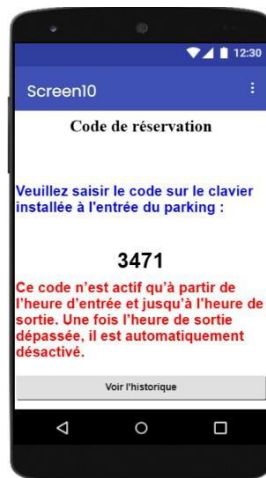 12:30
Screen10
Code de réservation
Veuillez saisir le code sur le clavier
installée à l'entrée du parking :
3471
Ce code n'est actif qu'à partir de
l'heure d'entrée et jusqu'à l'heure de
sortie. Une fois l'heure de sortie
dépassée, il est automatiquement
désactivé.
Voir l'historique